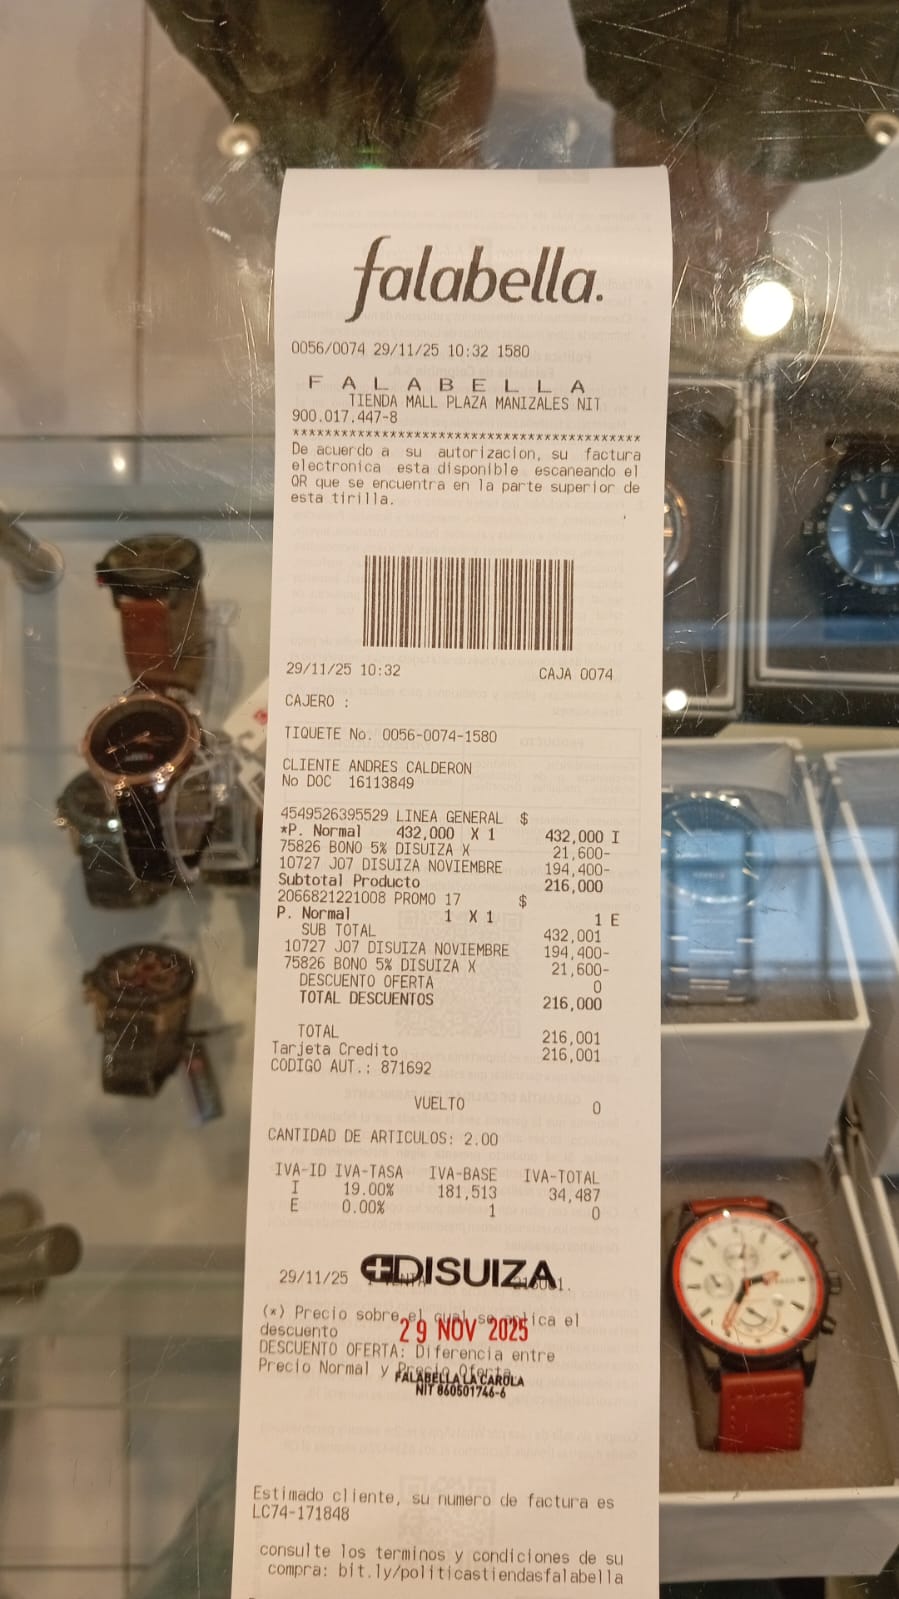 falabella.
0056/0074 29/11/25 10:32 1580
F A L A B E L L A
TIENDA MALL PLAZA MANIZALES NIT
900.017.447-8
******************************************
De acuerdo a su autorizacion, su factura
electronica esta disponible escaneando el
QR que se encuentra en la parte superior de
esta tirilla.
29/11/25 10:32 CAJA 0074
CAJERO :
TIQUETE No. 0056-0074-1580
CLIENTE ANDRES CALDERON
No DOC 16113849
4549526395529 LINEA GENERAL $
*P. Normal 432,000 X 1 432,000 I
75826 BONO 5% DISUIZA X 21,600-
10727 J07 DISUIZA NOVIEMBRE 194,400-
Subtotal Producto 216,000
2066821221008 PROMO 17 $
P. Normal 1 X 1 1 E
SUB TOTAL 432,001
10727 J07 DISUIZA NOVIEMBRE 194,400-
75826 BONO 5% DISUIZA X 21,600-
DESCUENTO OFERTA 0
TOTAL DESCUENTOS 216,000
TOTAL 216,001
Tarjeta Credito 216,001
CODIGO AUT.: 871692
VUELTO 0
CANTIDAD DE ARTICULOS: 2.00
IVA-ID IVA-TASA IVA-BASE IVA-TOTAL
I 19.00% 181,513 34,487
E 0.00% 1 0
29/11/25
DISUIZA
(*) Precio sobre el cual se aplica el
descuento
29 NOV 2025
DESCUENTO OFERTA: Diferencia entre
Precio Normal y Precio Oferta
FALABELLA LA CAROLA
NIT 860501746-6
Estimado cliente, su numero de factura es
LC74-171848
consulte los terminos y condiciones de su
compra: bit.ly/politicastiendasfalabella